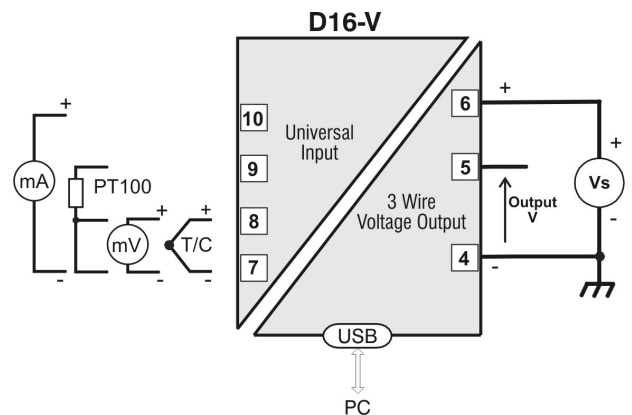 D16-V
10
9
8
7
Universal
Input
6
5
4
3 Wire
Voltage Output
+
-
Output
V
+
Vs
-
+
mA
-
PT100
+
mV
-
+
T/C
-
USB
PC